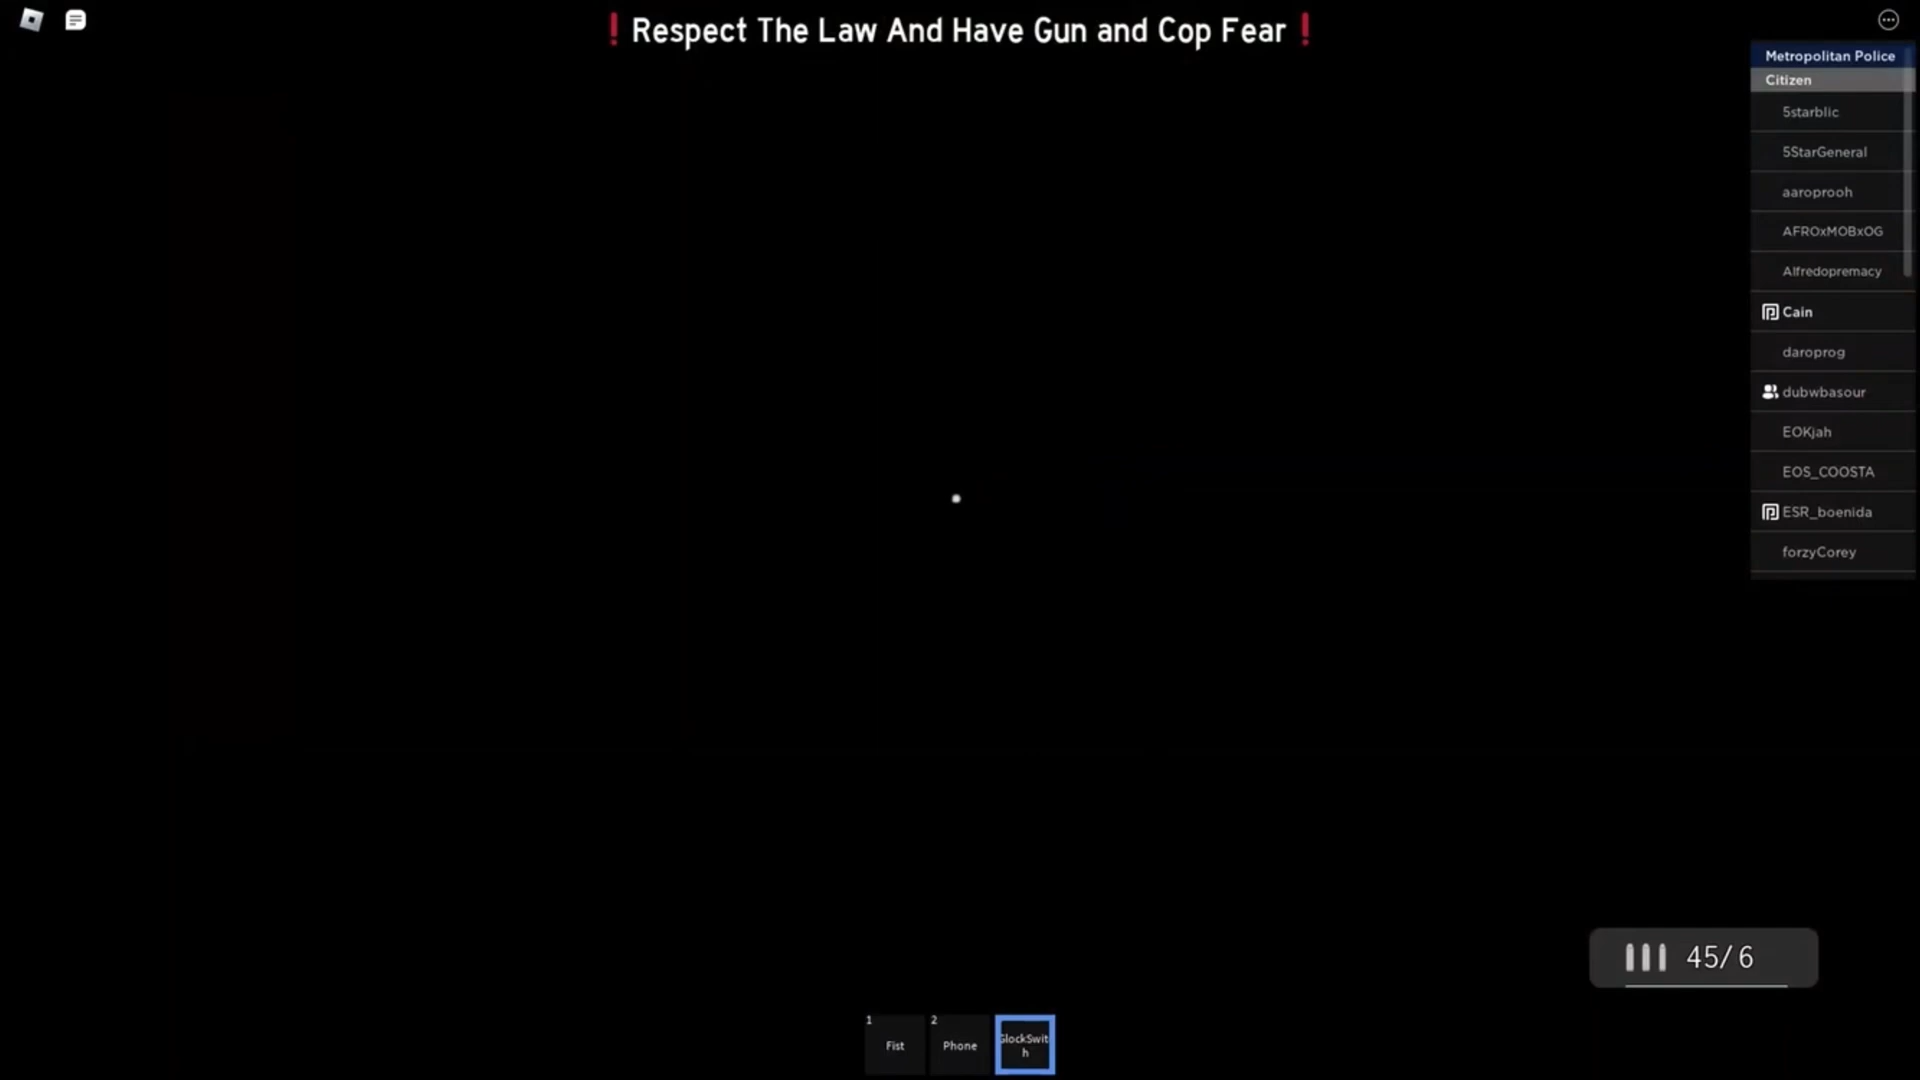 ❗Respect The Law And Have Gun and Cop Fear❗
Metropolitan Police
Citizen
5starblic
5StarGeneral
aaroprooh
AFROxMOBxOG
Alfredopremacy
Cain
daroprog
dubwbasour
EOKjah
EOS_COOSTA
ESR_boenida
forzyCorey
45/6
1
Fist
2
Phone
GlockSwit
h